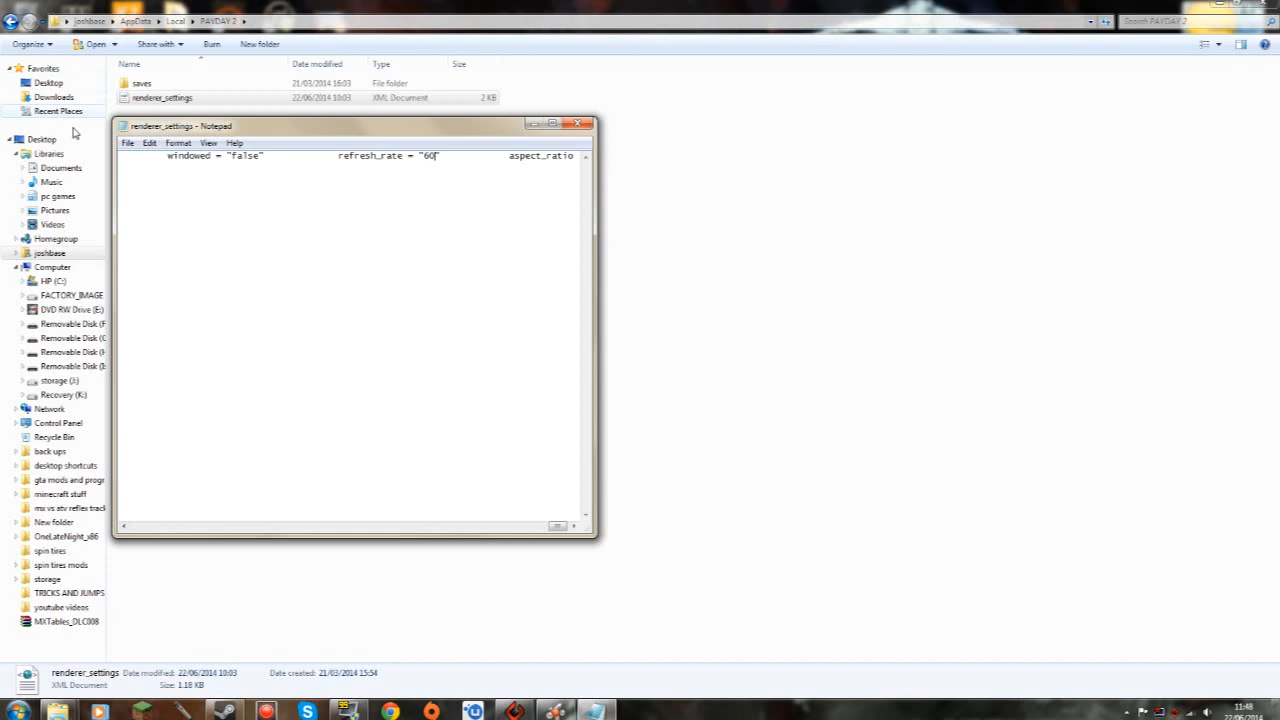 joshbase ▸ AppData ▸ Local ▸ PAYDAY 2 ▸
Search PAYDAY 2
Organize Open Share with Burn New folder
Name Date modified Type Size
saves 21/03/2014 16:03 File folder
renderer_settings 22/06/2014 10:03 XML Document 2 KB
Favorites
Desktop
Downloads
Recent Places
Desktop
Libraries
Documents
Music
pc games
Pictures
Videos
Homegroup
joshbase
Computer
HP (C:)
FACTORY_IMAGE
DVD RW Drive (E:)
Removable Disk (F
Removable Disk (
Removable Disk (
Removable Disk (
storage (J:)
Recovery (K:)
Network
Control Panel
Recycle Bin
back ups
desktop shortcuts
gta mods and progr
minecraft stuff
mx vs atv reflex track
New folder
OneLateNight_x86
spin tires
spin tires mods
storage
TRICKS AND JUMPS
youtube videos
MXTables_DLC008
renderer_settings - Notepad
File Edit Format View Help
windowed = "false" refresh_rate = "60" aspect_ratio
renderer_settings Date modified: 22/06/2014 10:03 Date created: 21/03/2014 15:54
XML Document Size: 1.18 KB
11:48
22/06/2014